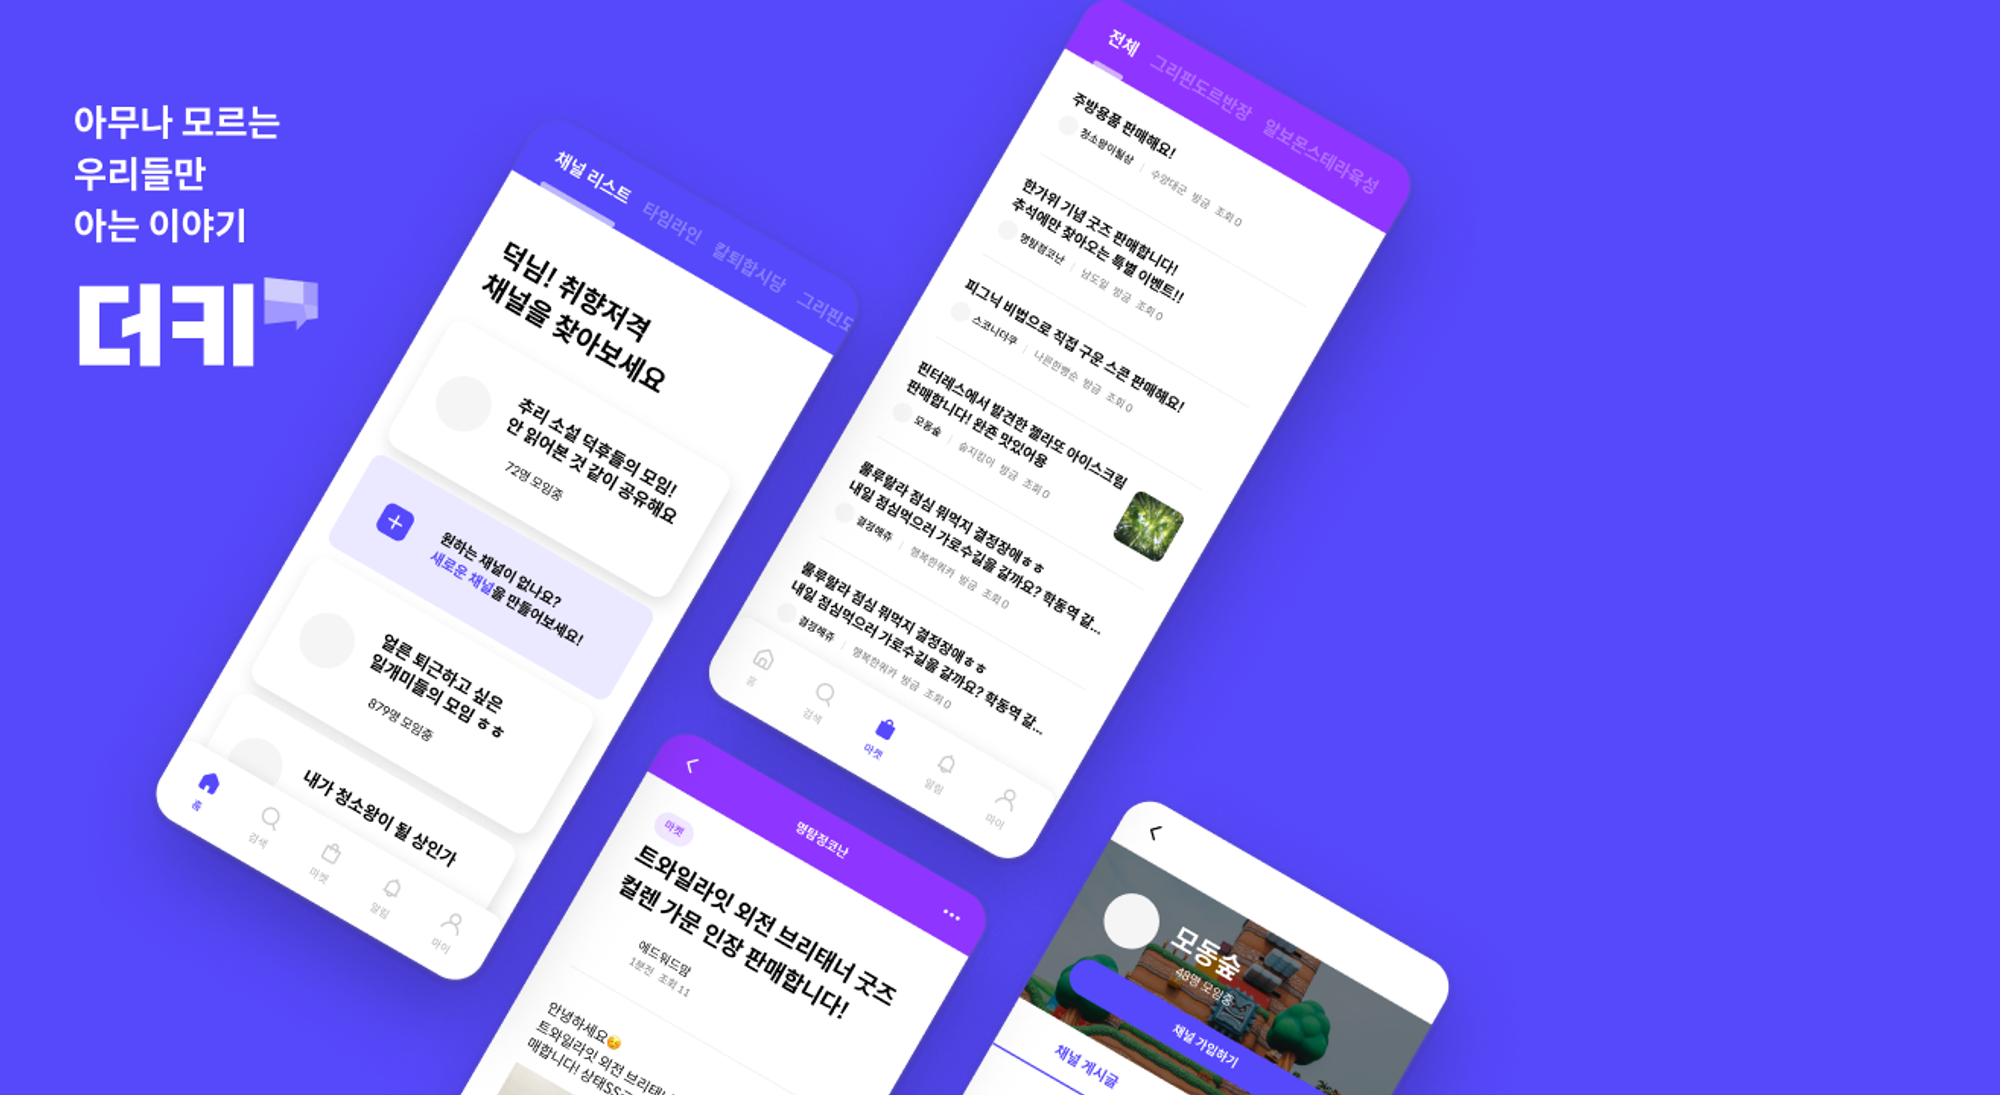 아무나 모르는
우리들만
아는 이야기
더키
채널 리스트 타임라인 칼퇴합시당 그리핀도
덕님! 취향저격
채널을 찾아보세요
추리 소설 덕후들의 모임!
안 읽어본 것 같이 공유해요
72명 모임중
원하는 채널이 없나요?
새로운 채널을 만들어보세요!
얼른 퇴근하고 싶은
일개미들의 모임 ㅎㅎ
879명 모임중
내가 청소왕이 될 상인가
홈 검색 마켓 알림 마이
전체 그리핀도르반장 알보몬스테라육성
주방용품 판매해요!
청소왕이될상 수양대군 방금 조회 0
한가위 기념 굿즈 판매합니다!
추석에만 찾아오는 특별 이벤트!!
명탐정코난 남도일 방금 조회 0
피그닉 비법으로 직접 구운 스콘 판매해요!
스코니더쿠 나른한빵순 방금 조회 0
핀터레스에서 발견한 젤라또 아이스크림
판매합니다! 완죤 맛있어용
모동숲 숲지킴이 방금 조회 0
룰루랄라 점심 뭐먹지 결정장애ㅎㅎ
내일 점심먹으러 가로수길을 갈까요? 학동역 갈...
결정해쥬 행복한쿼카 방금 조회 0
룰루랄라 점심 뭐먹지 결정장애ㅎㅎ
내일 점심먹으러 가로수길을 갈까요? 학동역 갈...
결정해쥬 행복한쿼카 방금 조회 0
홈 검색 마켓 알림 마이
명탐정코난
마켓
트와일라잇 외전 브리태너 굿즈
컬렌 가문 인장 판매합니다!
에드워드맘
1분전 조회 11
안녕하세요
트와일라잇 외전 브리태너
매합니다! 상태SS
모동숲
48명 모임중
채널 가입하기
채널 게시글